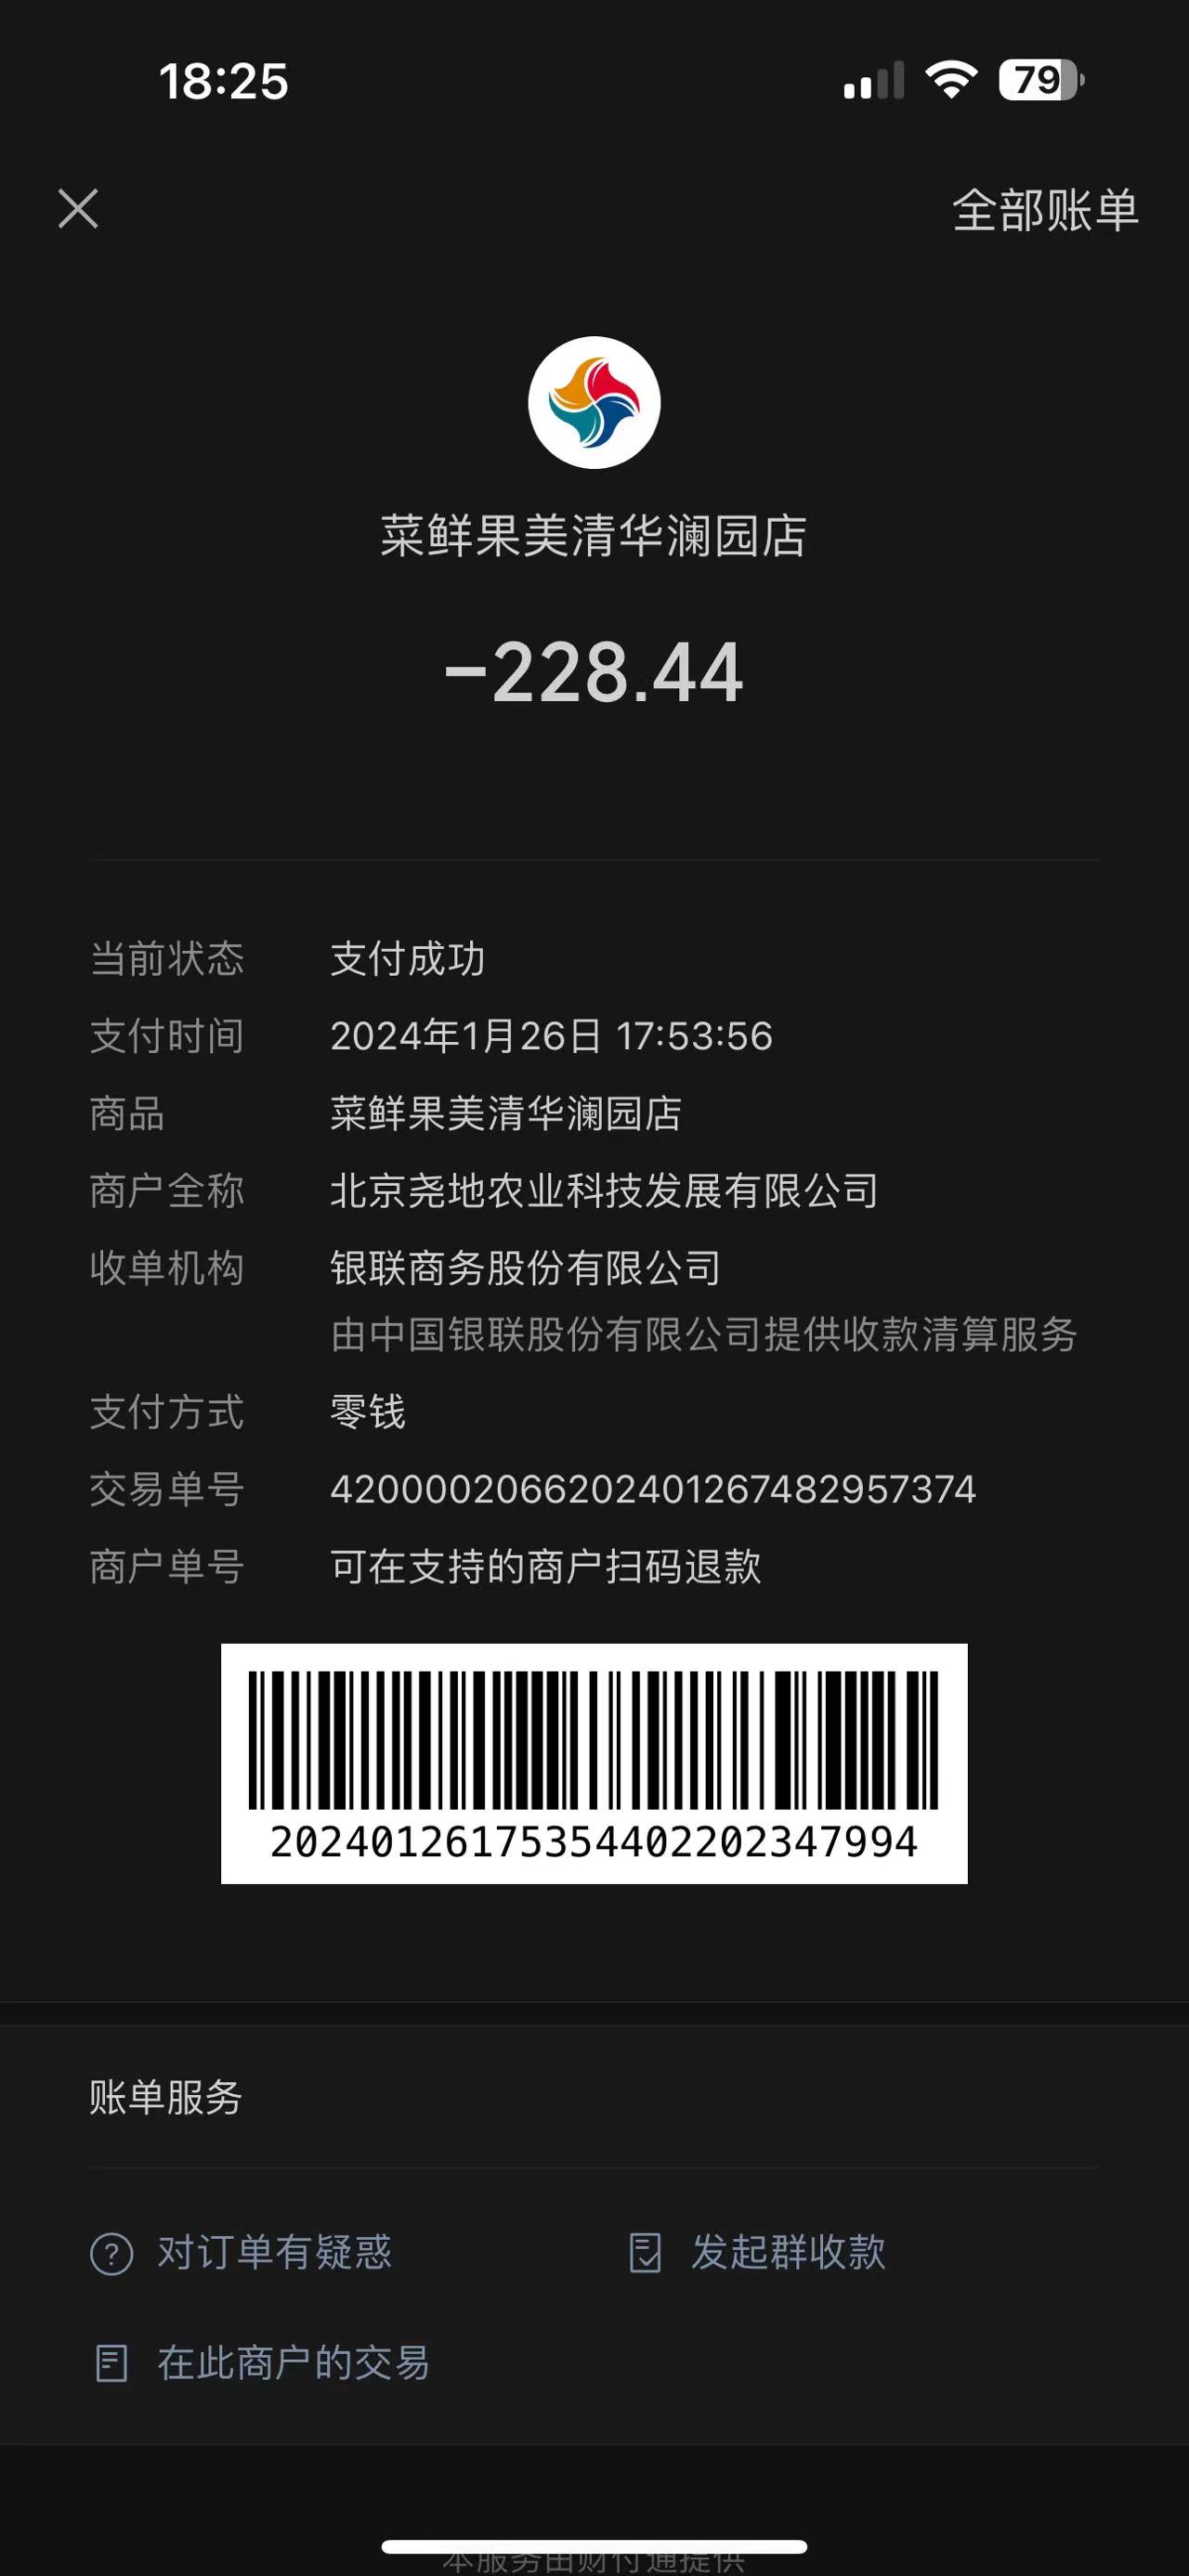 18:25
79
全部账单
菜鲜果美清华澜园店
-228.44
当前状态 支付成功
支付时间 2024年1月26日 17:53:56
商品 菜鲜果美清华澜园店
商户全称 北京尧地农业科技发展有限公司
收单机构 银联商务股份有限公司
由中国银联股份有限公司提供收款清算服务
支付方式 零钱
交易单号 4200002066202401267482957374
商户单号 可在支持的商户扫码退款
20240126175354402202347994
账单服务
对订单有疑惑 发起群收款
在此商户的交易
本服务由财付通提供